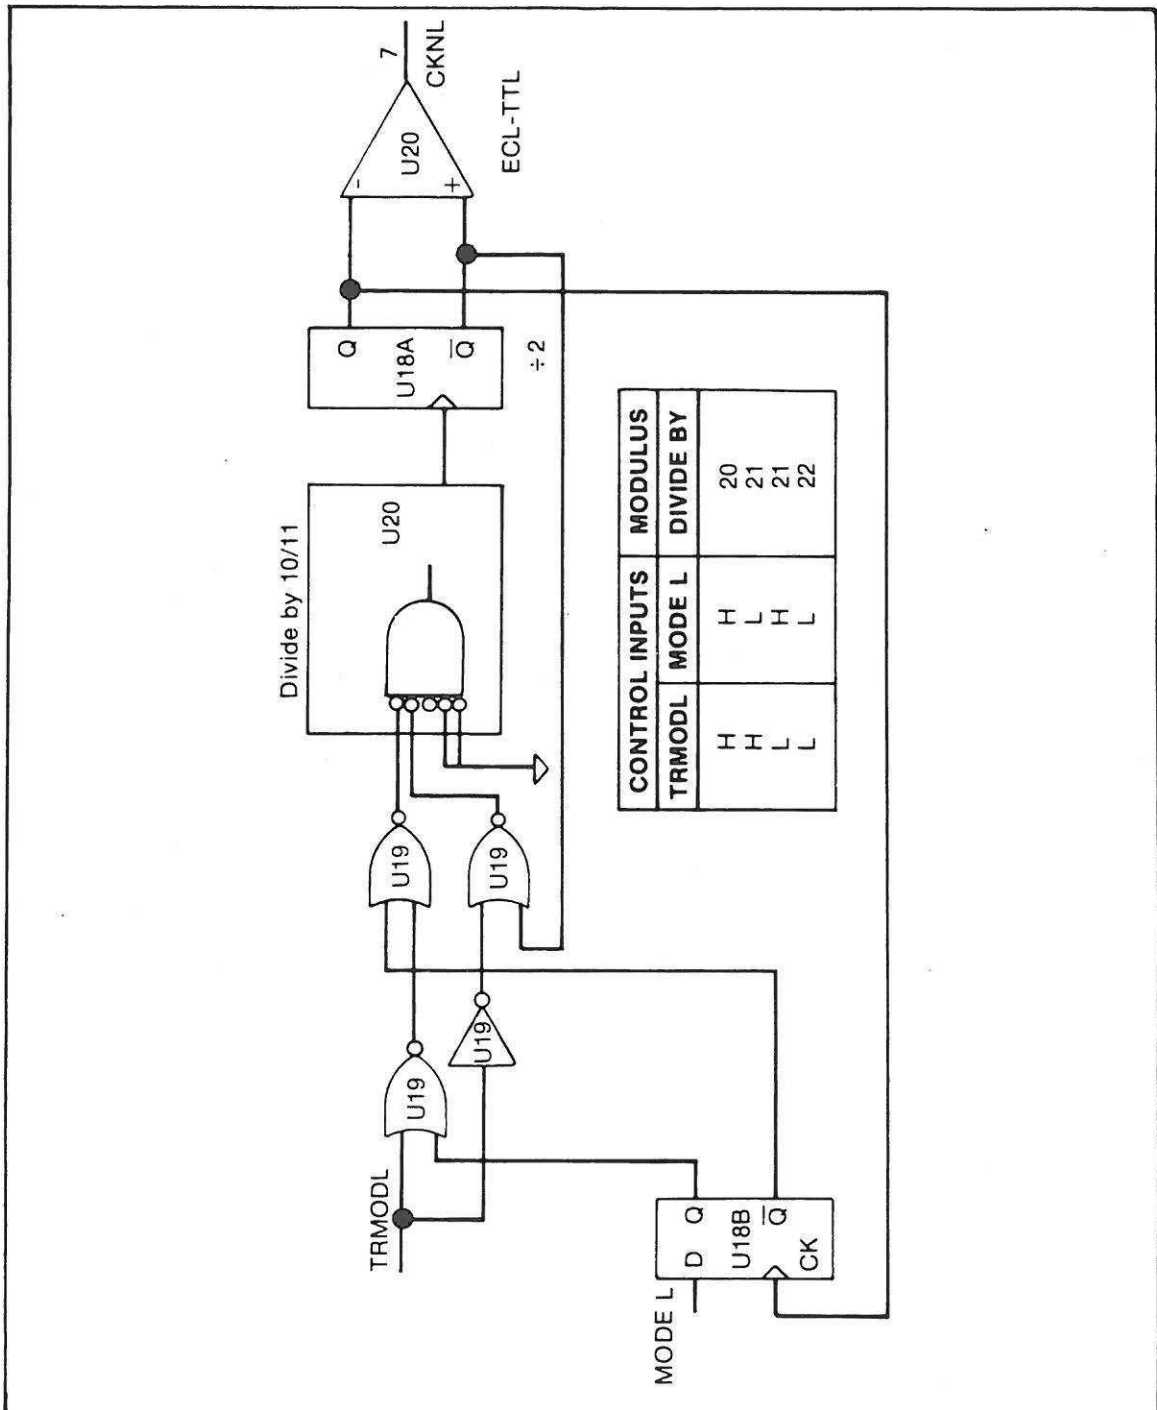 Divide by 10/11
U20
U18A
Q
Q
÷2
U20
-
+
7
CKNL
ECL-TTL
TRMODL
U19
U19
U19
U19
MODE L
D
Q
U18B
Q
CK
CONTROL INPUTS MODULUS
TRMODL MODE L DIVIDE BY
H H 20
H L 21
L H 21
L L 22